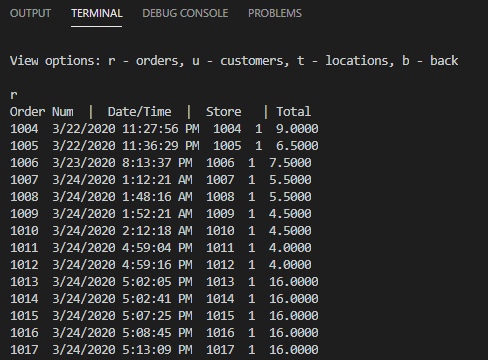 OUTPUT TERMINAL DEBUG CONSOLE PROBLEMS
View options: r - orders, u - customers, t - locations, b - back
r
Order Num | Date/Time | Store | Total
1004 3/22/2020 11:27:56 PM 1004 1 9.0000
1005 3/22/2020 11:36:29 PM 1005 1 6.5000
1006 3/23/2020 8:13:37 PM 1006 1 7.5000
1007 3/24/2020 1:12:21 AM 1007 1 5.5000
1008 3/24/2020 1:48:16 AM 1008 1 5.5000
1009 3/24/2020 1:52:21 AM 1009 1 4.5000
1010 3/24/2020 2:12:18 AM 1010 1 4.5000
1011 3/24/2020 4:59:04 PM 1011 1 4.0000
1012 3/24/2020 4:59:16 PM 1012 1 4.0000
1013 3/24/2020 5:02:05 PM 1013 1 16.0000
1014 3/24/2020 5:02:41 PM 1014 1 16.0000
1015 3/24/2020 5:07:25 PM 1015 1 16.0000
1016 3/24/2020 5:08:45 PM 1016 1 16.0000
1017 3/24/2020 5:13:09 PM 1017 1 16.0000